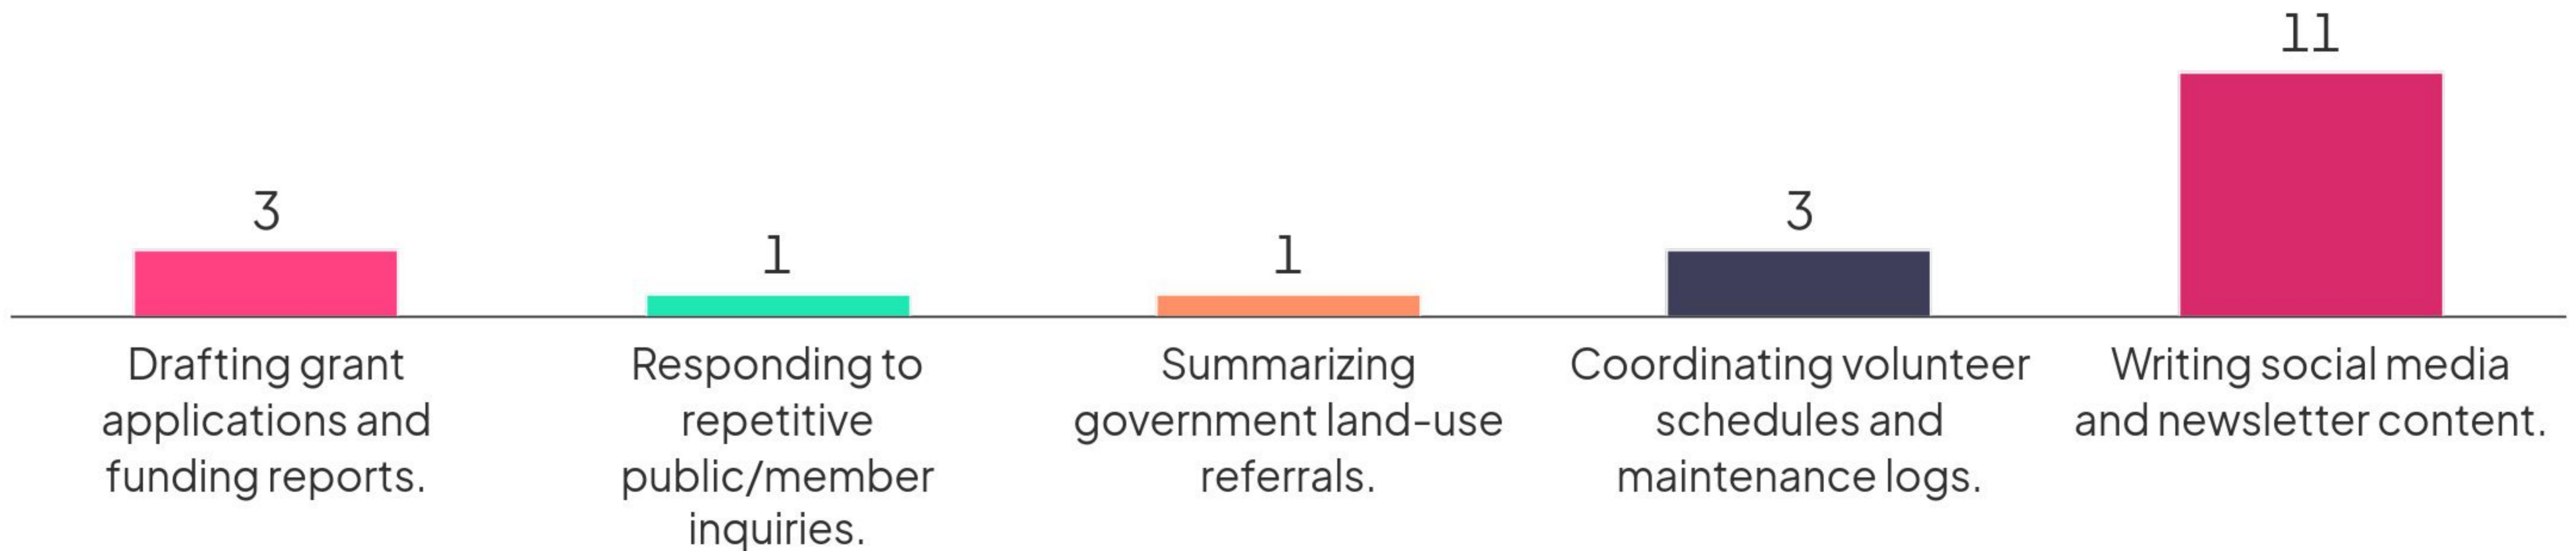 3
1
1
3
11
Drafting grant
applications and
funding reports.
Responding to
repetitive
public/member
inquiries.
Summarizing
government land-use
referrals.
Coordinating volunteer
schedules and
maintenance logs.
Writing social media
and newsletter content.